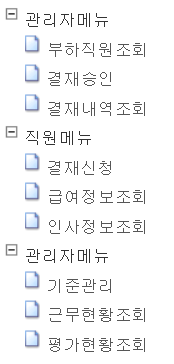 관리자메뉴
부하직원조회
결재승인
결재내역조회
직원메뉴
결재신청
급여정보조회
인사정보조회
관리자메뉴
기준관리
근무현황조회
평가현황조회